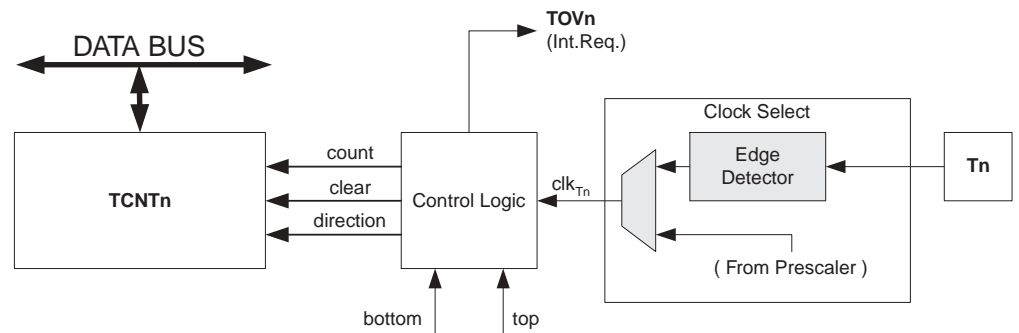 TOVn
(Int.Req.)
DATA BUS
Clock Select
count
Edge
Detector
Tn
TCNTn
clear
Control Logic
clkTn
direction
( From Prescaler )
bottom
top